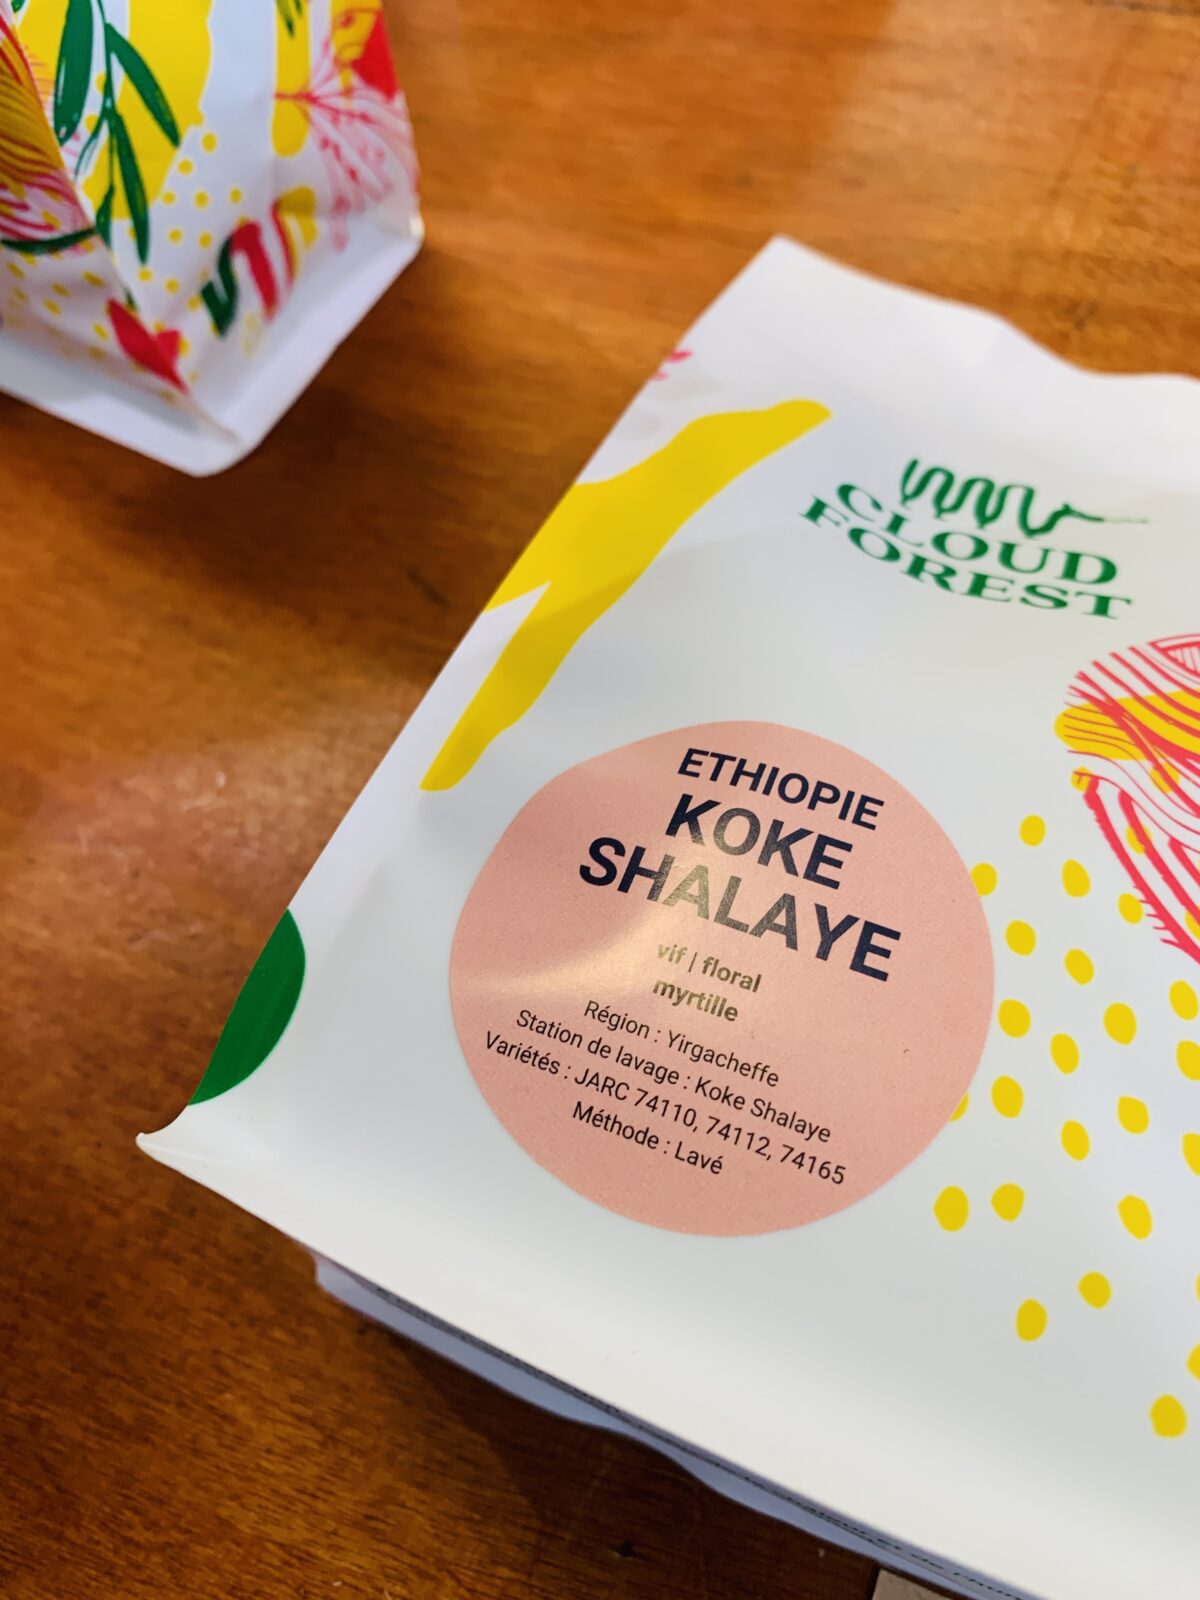 CLOUD
FOREST
ETHIOPIE
KOKE
SHALAYE
vif | floral
myrtille
Région : Yirgacheffe
Station de lavage : Koke Shalaye
Variétés : JARC 74110, 74112, 74165
Méthode : Lavé